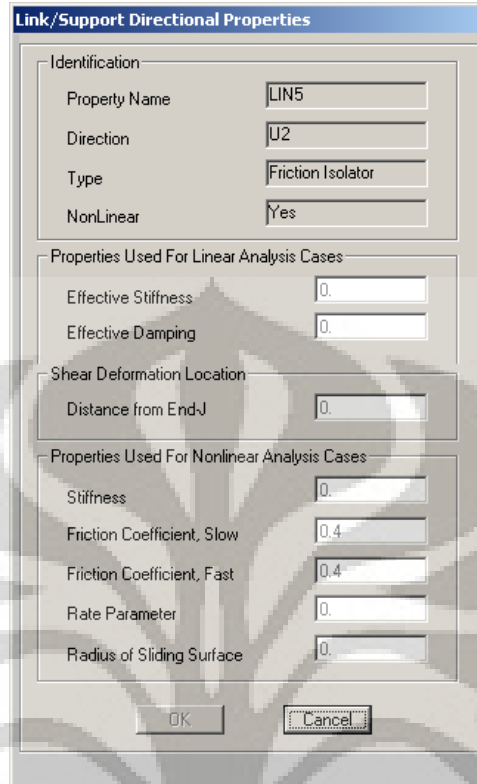 Link/Support Directional Properties
Identification
Property Name LIN5
Direction U2
Type Friction Isolator
NonLinear Yes
Properties Used For Linear Analysis Cases
Effective Stiffness 0.
Effective Damping 0.
Shear Deformation Location
Distance from End-J 0.
Properties Used For Nonlinear Analysis Cases
Stiffness 0.
Friction Coefficient, Slow 0.4
Friction Coefficient, Fast 0.4
Rate Parameter 0.
Radius of Sliding Surface 0.
OK Cancel